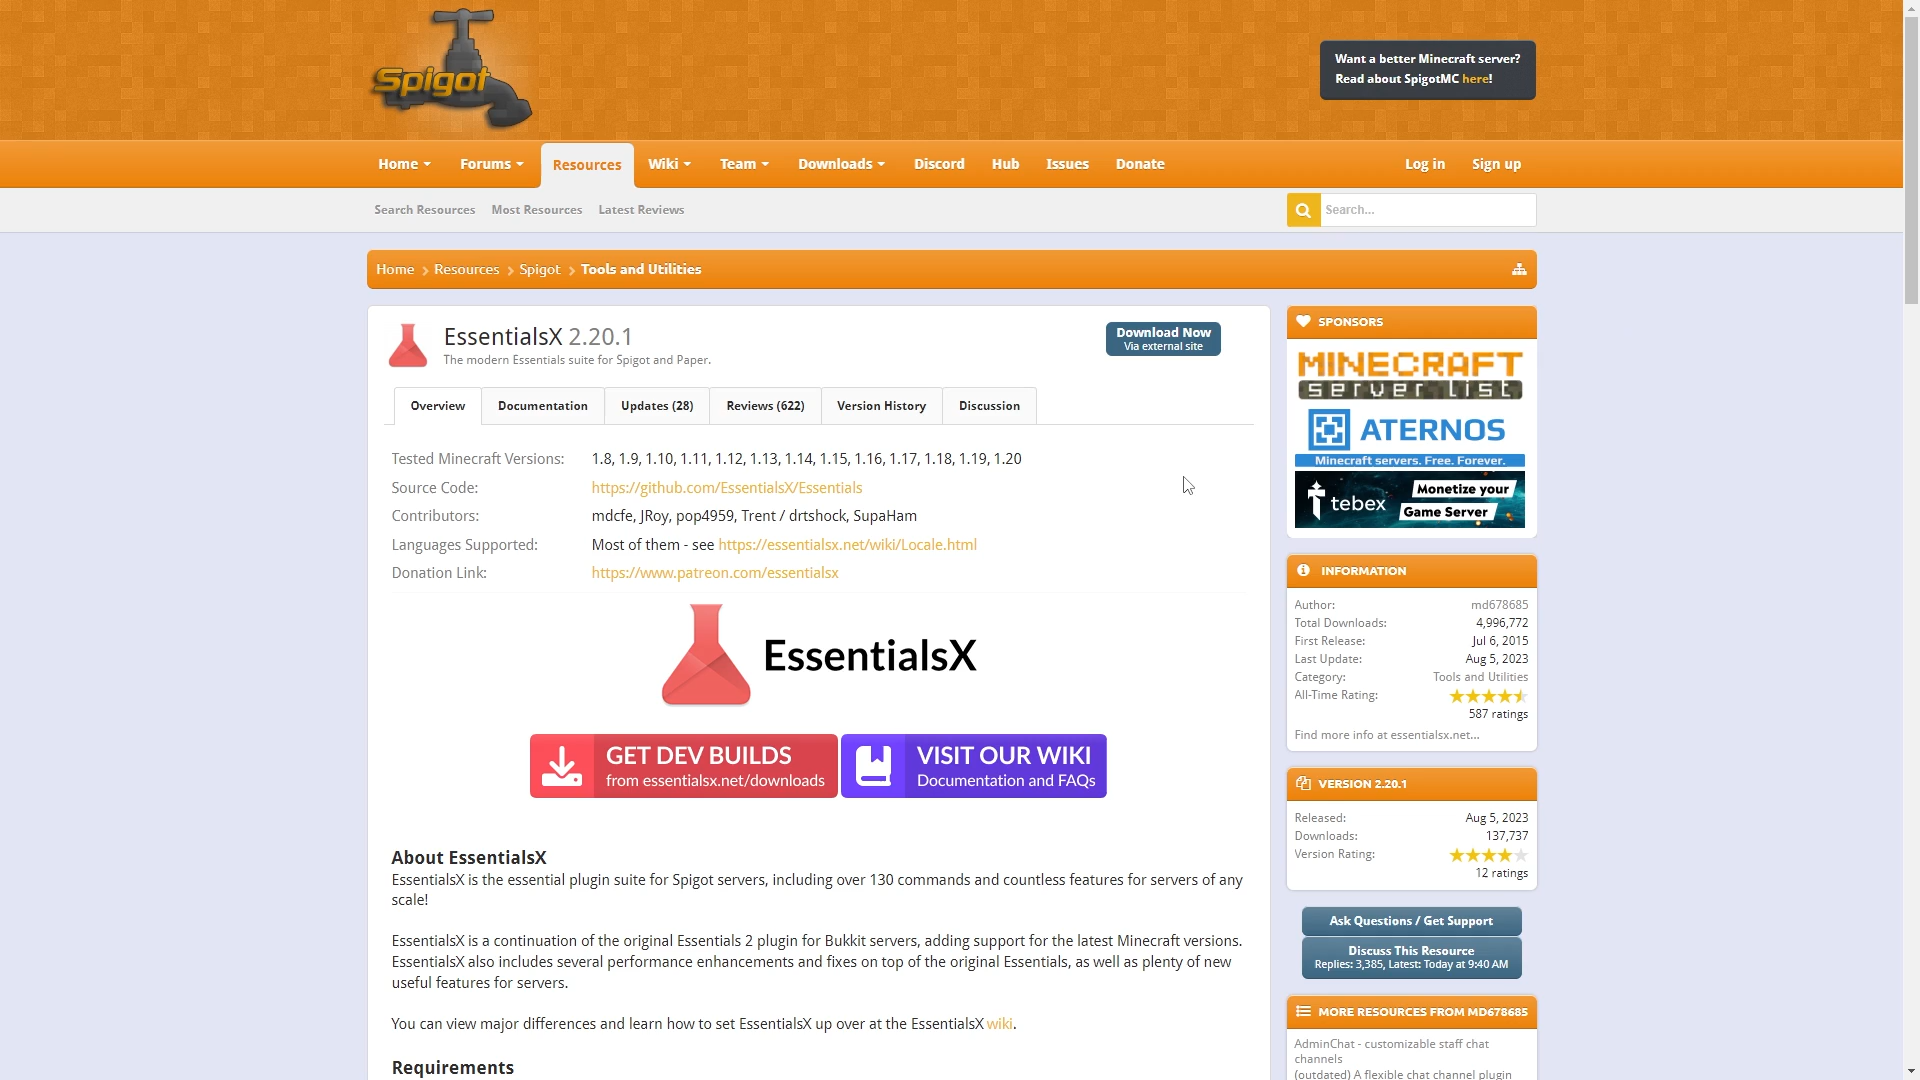 Spigot
Want a better Minecraft server?
Read about SpigotMC here!
Home
Forums
Resources
Wiki
Team
Downloads
Discord
Hub
Issues
Donate
Log in
Sign up
Search Resources
Most Resources
Latest Reviews
Search...
Home
Resources
Spigot
Tools and Utilities
EssentialsX 2.20.1
The modern Essentials suite for Spigot and Paper.
Download Now
Via external site
Overview
Documentation
Updates (28)
Reviews (622)
Version History
Discussion
Tested Minecraft Versions: 1.8, 1.9, 1.10, 1.11, 1.12, 1.13, 1.14, 1.15, 1.16, 1.17, 1.18, 1.19, 1.20
Source Code: https://github.com/EssentialsX/Essentials
Contributors: mdcfe, JRoy, pop4959, Trent / drtshock, SupaHam
Languages Supported: Most of them - see https://essentialsx.net/wiki/Locale.html
Donation Link: https://www.patreon.com/essentialsx
EssentialsX
GET DEV BUILDS
from essentialsx.net/downloads
VISIT OUR WIKI
Documentation and FAQs
About EssentialsX
EssentialsX is the essential plugin suite for Spigot servers, including over 130 commands and countless features for servers of any
scale!
EssentialsX is a continuation of the original Essentials 2 plugin for Bukkit servers, adding support for the latest Minecraft versions.
EssentialsX also includes several performance enhancements and fixes on top of the original Essentials, as well as plenty of new
useful features for servers.
You can view major differences and learn how to set EssentialsX up over at the EssentialsX wiki.
Requirements
SPONSORS
MINECRAFT
server list
ATERNOS
Minecraft servers. Free. Forever.
tebex
Monetize your
Game Server
INFORMATION
Author: md678685
Total Downloads: 4,996,772
First Release: Jul 6, 2015
Last Update: Aug 5, 2023
Category: Tools and Utilities
All-Time Rating:
587 ratings
Find more info at essentialsx.net...
VERSION 2.20.1
Released: Aug 5, 2023
Downloads: 137,737
Version Rating:
12 ratings
Ask Questions / Get Support
Discuss This Resource
Replies: 3,385, Latest: Today at 9:40 AM
MORE RESOURCES FROM MD678685
AdminChat - customizable staff chat
channels
(outdated) A flexible chat channel plugin